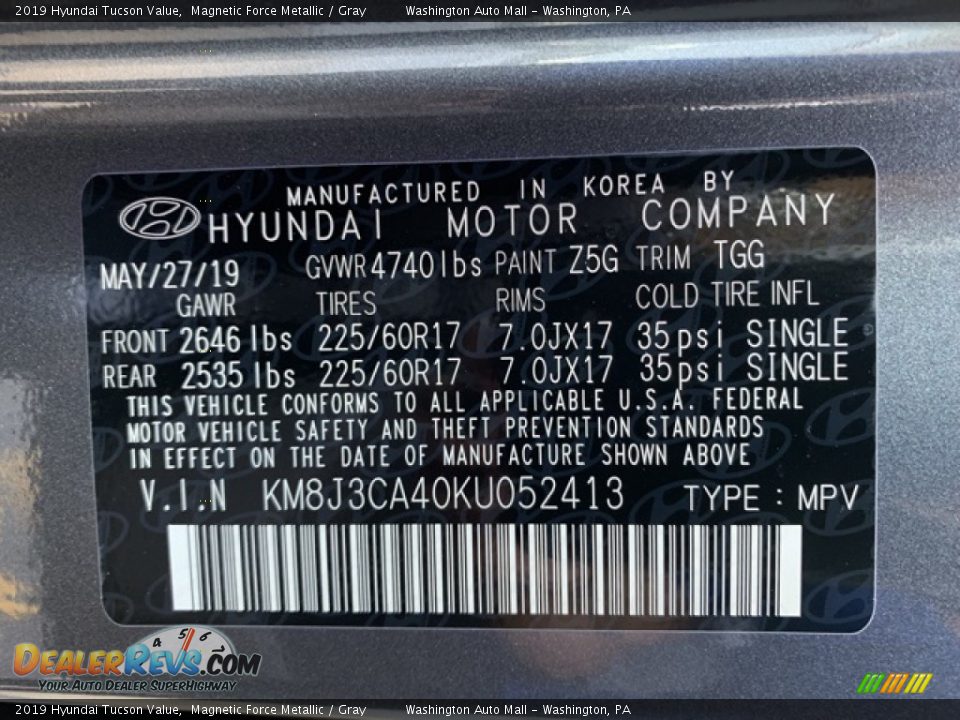 2019 Hyundai Tucson Value, Magnetic Force Metallic / Gray Washington Auto Mall - Washington, PA
MANUFACTURED IN KOREA BY
HYUNDAI MOTOR COMPANY
MAY/27/19 GVWR 4740lbs PAINT Z5G TRIM TGG
GAWR TIRES RIMS COLD TIRE INFL
FRONT 2646 lbs 225/60R17 7.0JX17 35psi SINGLE
REAR 2535 lbs 225/60R17 7.0JX17 35psi SINGLE
THIS VEHICLE CONFORMS TO ALL APPLICABLE U.S.A. FEDERAL
MOTOR VEHICLE SAFETY AND THEFT PREVENTION STANDARDS
IN EFFECT ON THE DATE OF MANUFACTURE SHOWN ABOVE
V.I.N KM8J3CA40KU052413 TYPE : MPV
4 5 6
DEALERREVS.COM
YOUR AUTO DEALER SUPERHIGHWAY
2019 Hyundai Tucson Value, Magnetic Force Metallic / Gray Washington Auto Mall - Washington, PA